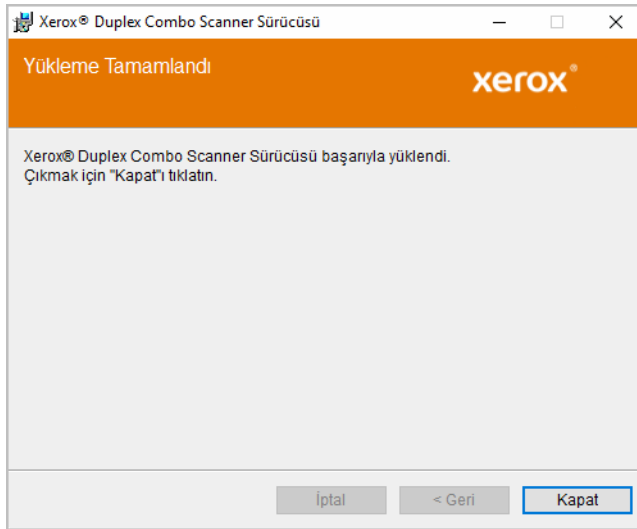 Xerox® Duplex Combo Scanner Sürücüsü
Yükleme Tamamlandı
xerox®
Xerox® Duplex Combo Scanner Sürücüsü başarıyla yüklendi.
Çıkmak için "Kapat"ı tıklatın.
İptal
< Geri
Kapat